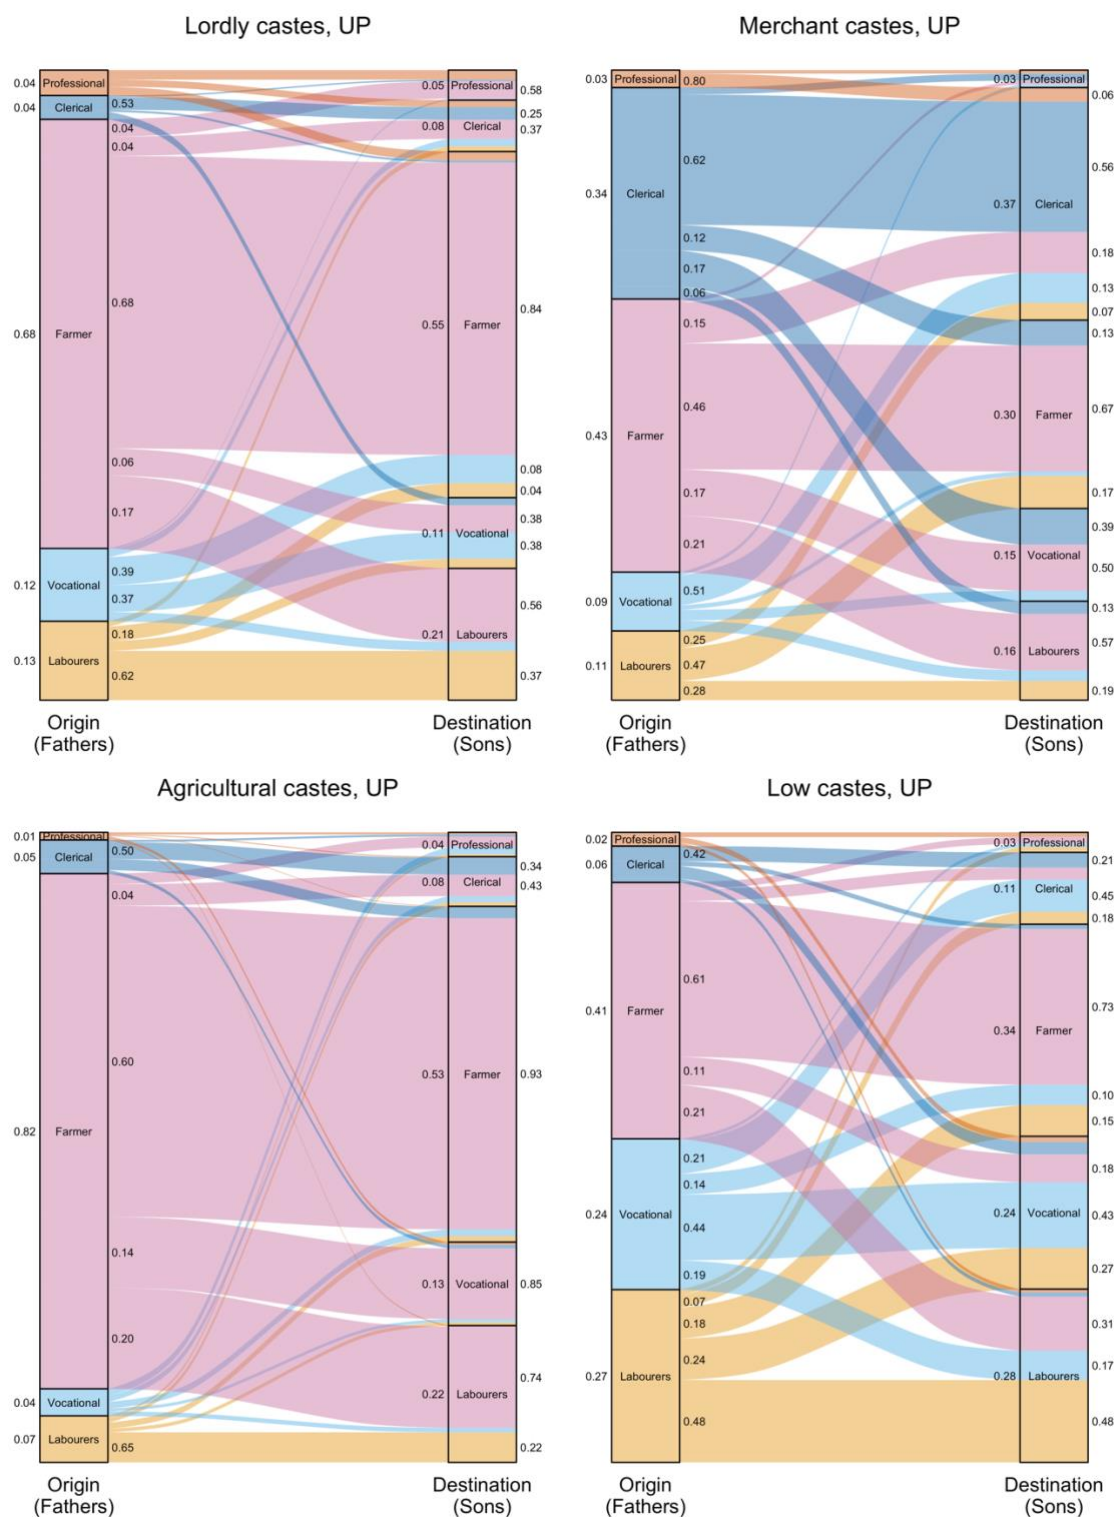 Lordly castes, UP
0.04
Professional
0.04
Clerical
0.53
0.04
0.04
0.68
Farmer
0.68
0.06
0.17
0.12
Vocational
0.39
0.37
0.13
Labourers
0.18
0.62
0.05
Professional
0.58
0.25
0.08
Clerical
0.37
0.55
Farmer
0.84
0.08
0.04
0.38
0.11
Vocational
0.38
0.56
0.21
Labourers
0.37
Origin
(Fathers)
Destination
(Sons)
Merchant castes, UP
0.03
Professional
0.80
0.34
Clerical
0.62
0.12
0.17
0.06
0.43
Farmer
0.15
0.46
0.17
0.21
0.09
Vocational
0.51
0.11
Labourers
0.25
0.47
0.28
0.03
Professional
0.06
0.56
0.37
Clerical
0.18
0.13
0.07
0.13
0.30
Farmer
0.67
0.17
0.39
0.15
Vocational
0.50
0.13
0.16
Labourers
0.57
0.19
Origin
(Fathers)
Destination
(Sons)
Agricultural castes, UP
0.01
Professional
0.05
Clerical
0.50
0.04
0.82
Farmer
0.60
0.14
0.20
0.04
Vocational
0.07
Labourers
0.65
0.04
Professional
0.34
0.08
Clerical
0.43
0.53
Farmer
0.93
0.13
Vocational
0.85
0.22
Labourers
0.74
0.22
Origin
(Fathers)
Destination
(Sons)
Low castes, UP
0.02
Professional
0.06
Clerical
0.42
0.41
Farmer
0.61
0.11
0.21
0.24
Vocational
0.21
0.14
0.44
0.19
0.27
Labourers
0.07
0.18
0.24
0.48
0.03
Professional
0.21
0.11
Clerical
0.45
0.18
0.34
Farmer
0.73
0.10
0.15
0.18
0.24
Vocational
0.43
0.27
0.31
0.28
Labourers
0.17
0.48
Origin
(Fathers)
Destination
(Sons)